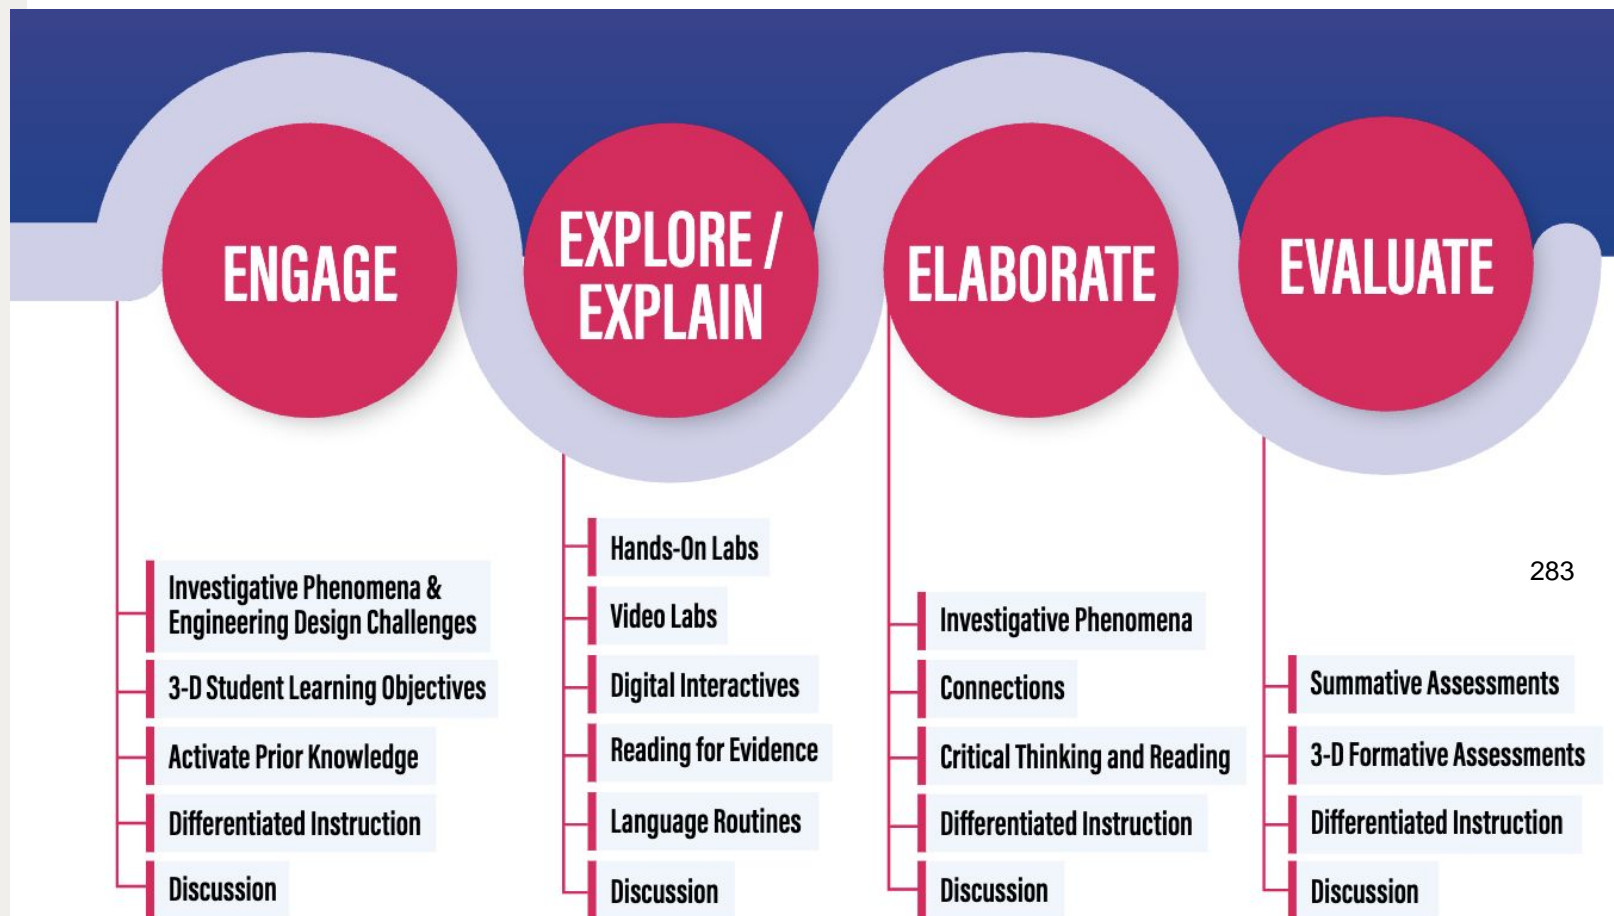 ENGAGE
Investigative Phenomena &
Engineering Design Challenges
3-D Student Learning Objectives
Activate Prior Knowledge
Differentiated Instruction
Discussion
EXPLORE /
EXPLAIN
Hands-On Labs
Video Labs
Digital Interactives
Reading for Evidence
Language Routines
Discussion
ELABORATE
Investigative Phenomena
Connections
Critical Thinking and Reading
Differentiated Instruction
Discussion
EVALUATE
Summative Assessments
3-D Formative Assessments
Differentiated Instruction
Discussion
283